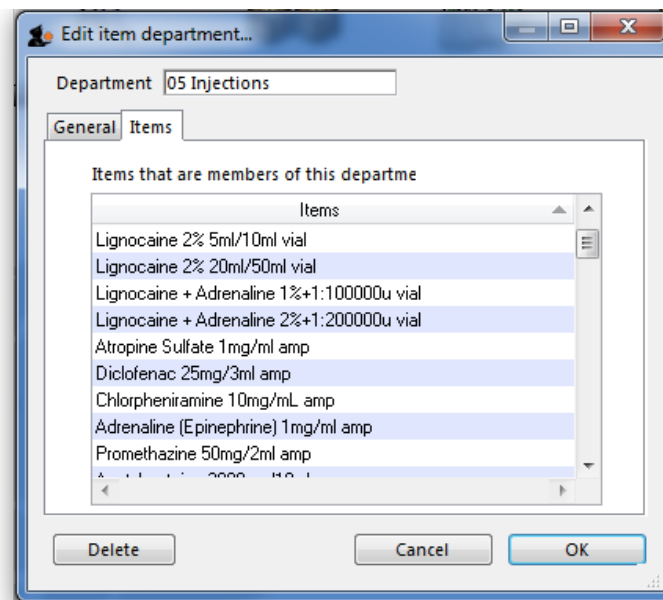 Edit item department...
Department 05 Injections
General Items
Items that are members of this departme
Items
Lignocaine 2% 5ml/10ml vial
Lignocaine 2% 20ml/50ml vial
Lignocaine + Adrenaline 1%+1:100000u vial
Lignocaine + Adrenaline 2%+1:200000u vial
Atropine Sulfate 1mg/ml amp
Diclofenac 25mg/3ml amp
Chlorpheniramine 10mg/mL amp
Adrenaline (Epinephrine) 1mg/ml amp
Promethazine 50mg/2ml amp
Delete Cancel OK